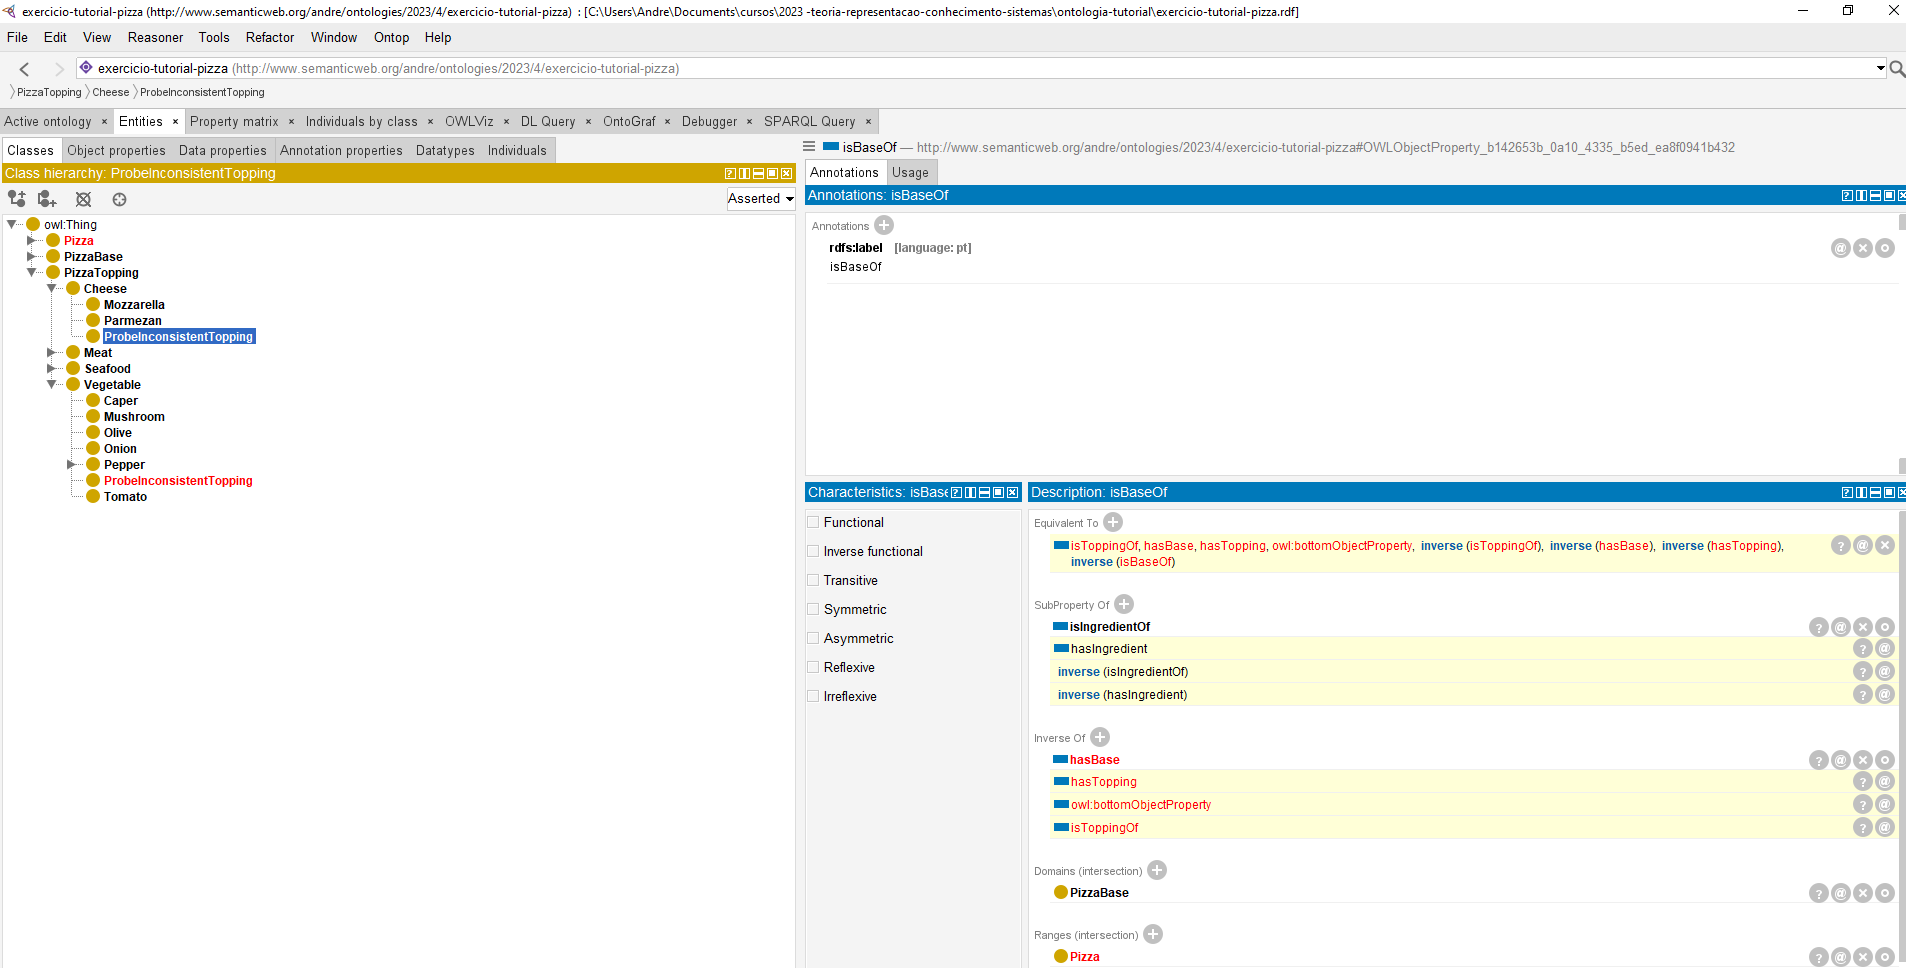 exercicio-tutorial-pizza (http://www.semanticweb.org/andre/ontologies/2023/4/exercicio-tutorial-pizza) : [C:\Users\Andre\Documents\cursos\2023 -teoria-representacao-conhecimento-sistemas\ontologia-tutorial\exercicio-tutorial-pizza.rdf]
File Edit View Reasoner Tools Refactor Window Ontop Help
exercicio-tutorial-pizza (http://www.semanticweb.org/andre/ontologies/2023/4/exercicio-tutorial-pizza)
PizzaTopping Cheese ProbeInconsistentTopping
Active ontology × Entities × Property matrix × Individuals by class × OWLViz × DL Query × OntoGraf × Debugger × SPARQL Query ×
Classes Object properties Data properties Annotation properties Datatypes Individuals
Class hierarchy: ProbeInconsistentTopping
Asserted
owl:Thing
Pizza
PizzaBase
PizzaTopping
Cheese
Mozzarella
Parmezan
ProbeInconsistentTopping
Meat
Seafood
Vegetable
Caper
Mushroom
Olive
Onion
Pepper
ProbeInconsistentTopping
Tomato
isBaseOf — http://www.semanticweb.org/andre/ontologies/2023/4/exercicio-tutorial-pizza#OWLObjectProperty_b142653b_0a10_4335_b5ed_ea8f0941b432
Annotations Usage
Annotations: isBaseOf
Annotations
rdfs:label [language: pt]
isBaseOf
Characteristics: isBase
Functional
Inverse functional
Transitive
Symmetric
Asymmetric
Reflexive
Irreflexive
Description: isBaseOf
Equivalent To
isToppingOf, hasBase, hasTopping, owl:bottomObjectProperty, inverse (isToppingOf), inverse (hasBase), inverse (hasTopping),
inverse (isBaseOf)
SubProperty Of
isIngredientOf
hasIngredient
inverse (isIngredientOf)
inverse (hasIngredient)
Inverse Of
hasBase
hasTopping
owl:bottomObjectProperty
isToppingOf
Domains (intersection)
PizzaBase
Ranges (intersection)
Pizza